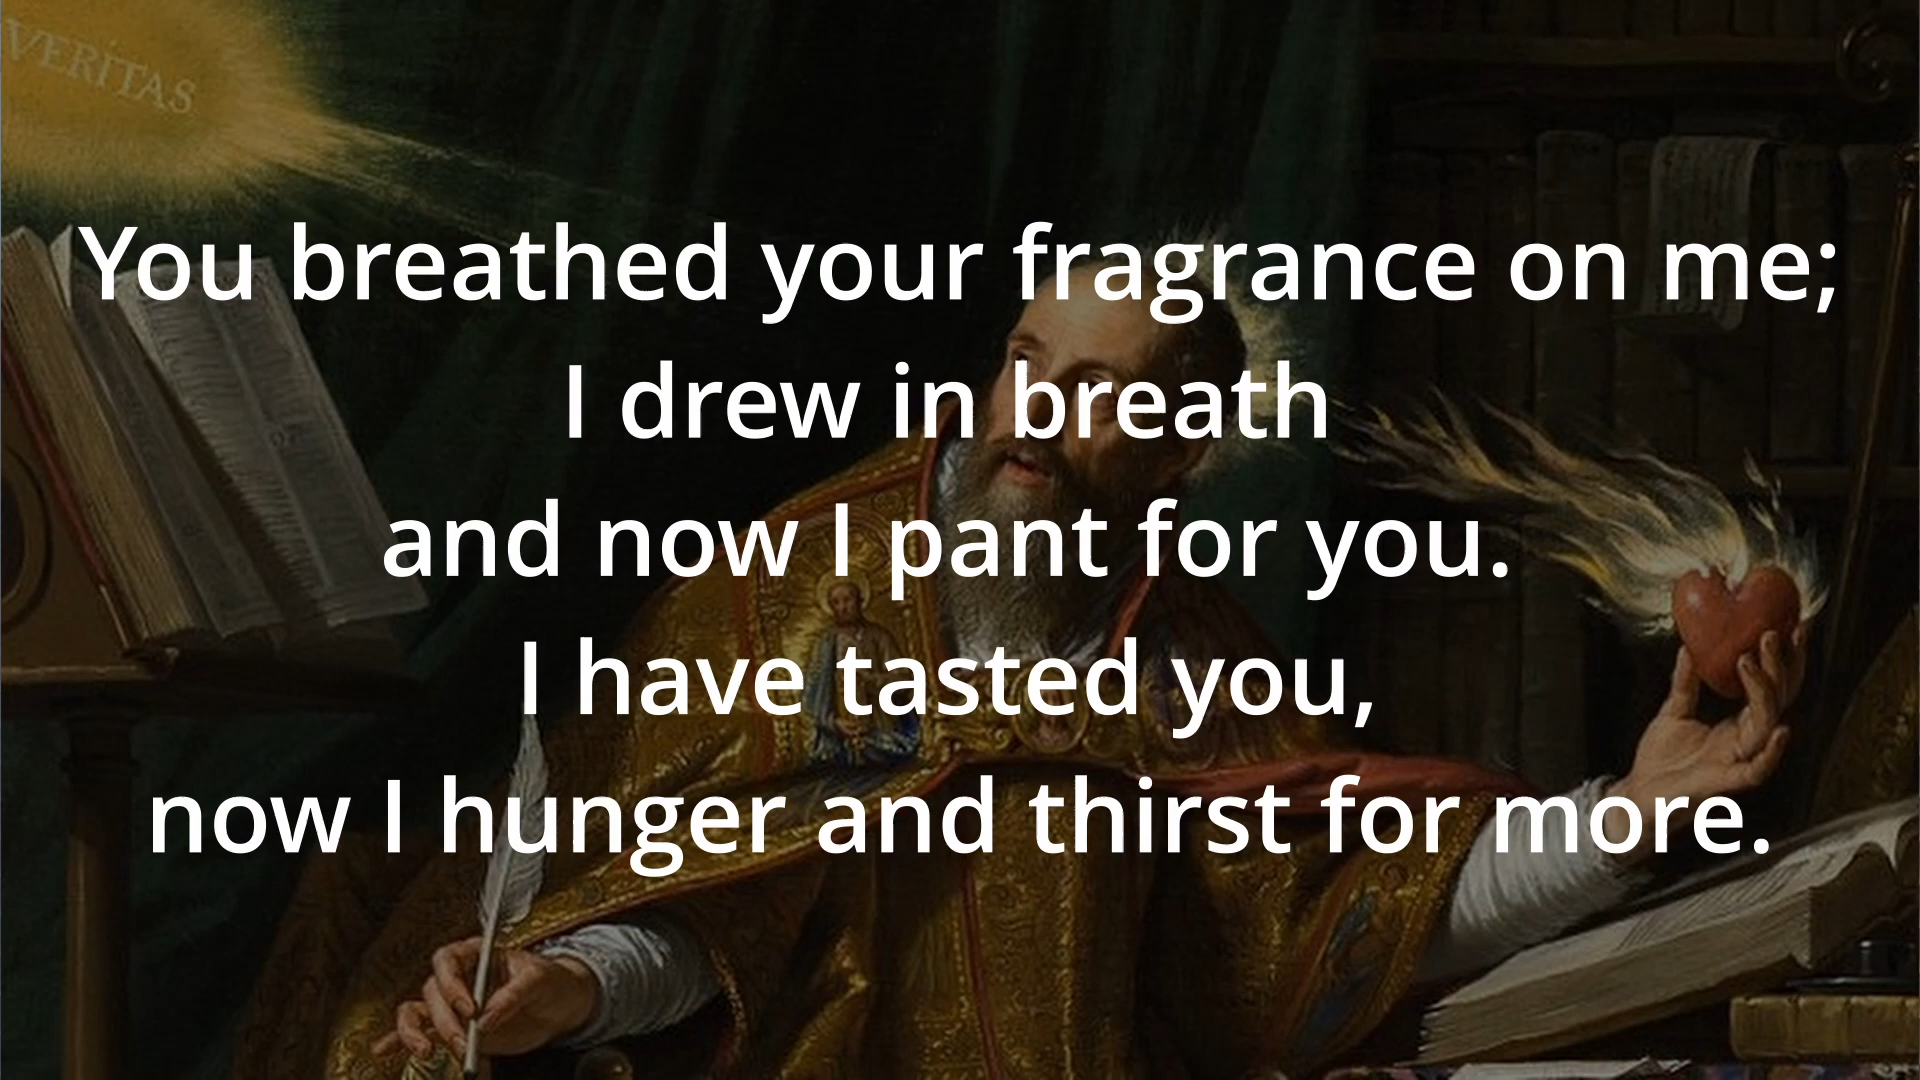 VERITAS
You breathed your fragrance on me;
I drew in breath
and now I pant for you.
I have tasted you,
now I hunger and thirst for more.